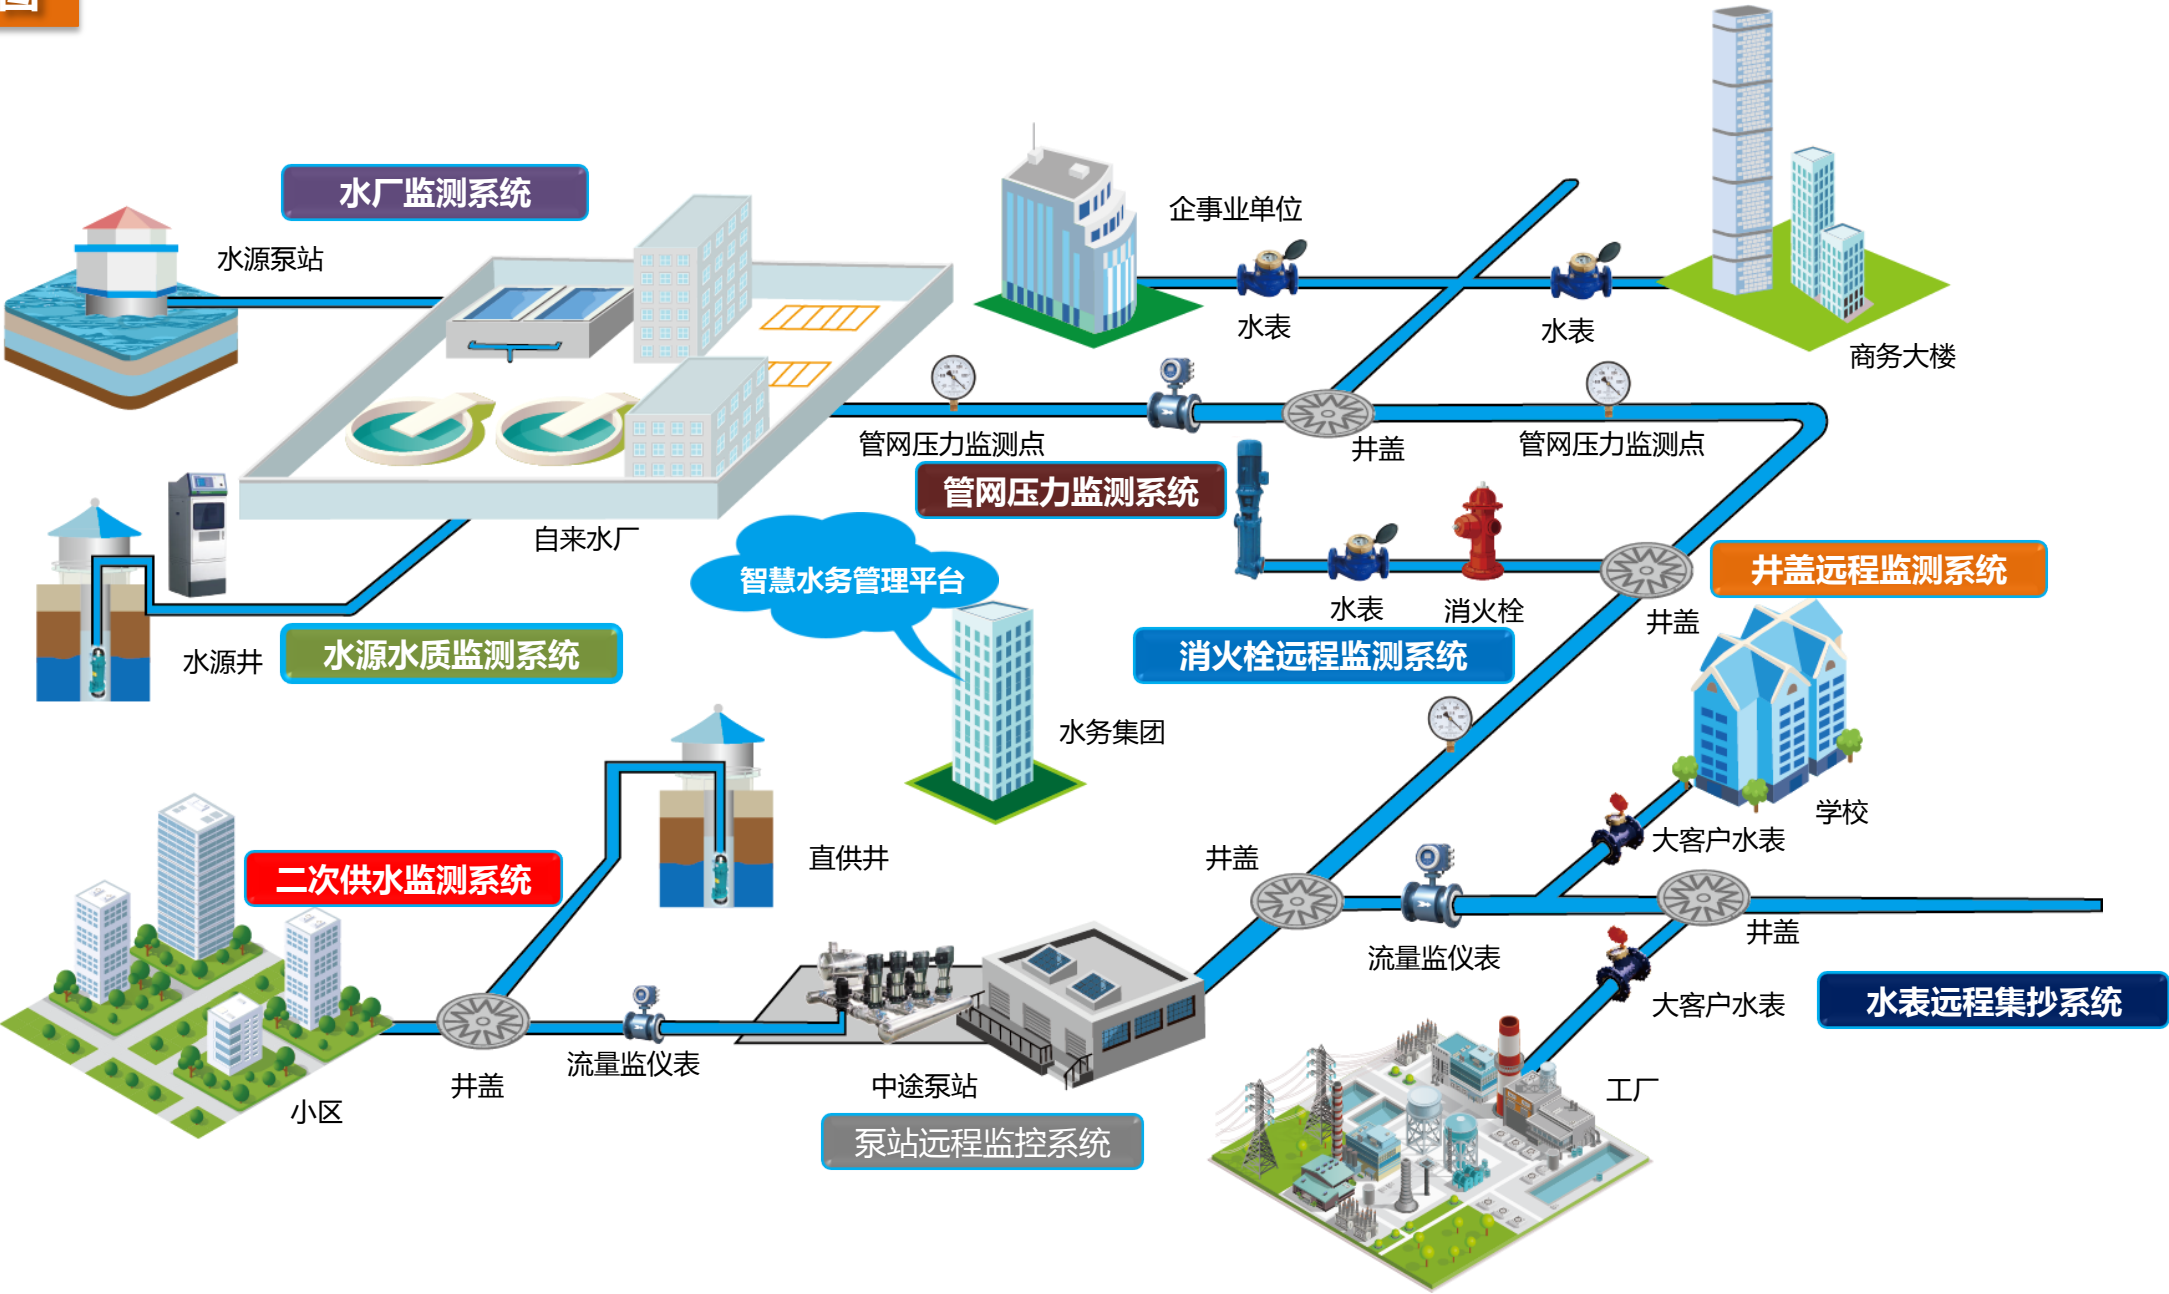 图
水厂监测系统
水源泵站
企事业单位
水表
水表
商务大楼
管网压力监测点
井盖
管网压力监测点
管网压力监测系统
自来水厂
智慧水务管理平台
井盖远程监测系统
水表
消火栓
井盖
水源井
水源水质监测系统
消火栓远程监测系统
水务集团
学校
大客户水表
直供井
井盖
二次供水监测系统
井盖
流量监仪表
大客户水表
水表远程集抄系统
流量监仪表
井盖
中途泵站
工厂
小区
泵站远程监控系统